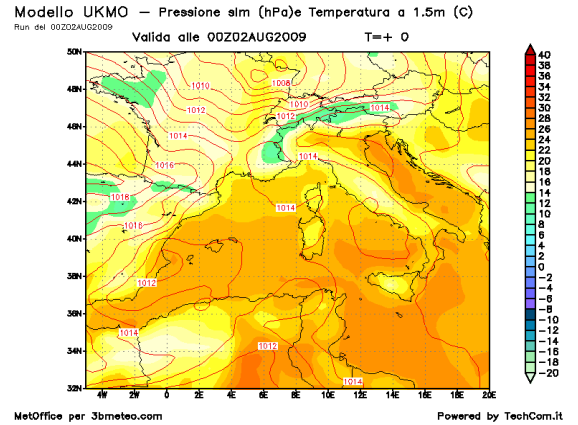 Modello UKMO — Pressione slm (hPa)e Temperatura a 1.5m (C)
Run del 00Z02AUG2009
Valida alle 00Z02AUG2009 T=+ 0
50N
48N
46N
44N
42N
40N
38N
36N
34N
32N
4W 2W 0 2E 4E 6E 8E 10E 12E 14E 16E 18E 20E
1010
1008
1012
1010
1012
1014
1014
1016
1014
1016
1016
1014
1012
1014
1012
1014
40
38
36
34
32
30
28
26
24
22
20
18
16
14
12
10
8
6
4
2
0
−2
−4
−6
−8
−10
−12
−14
−16
−18
−20
MetOffice per 3bmeteo.com
Powered by TechCom.it